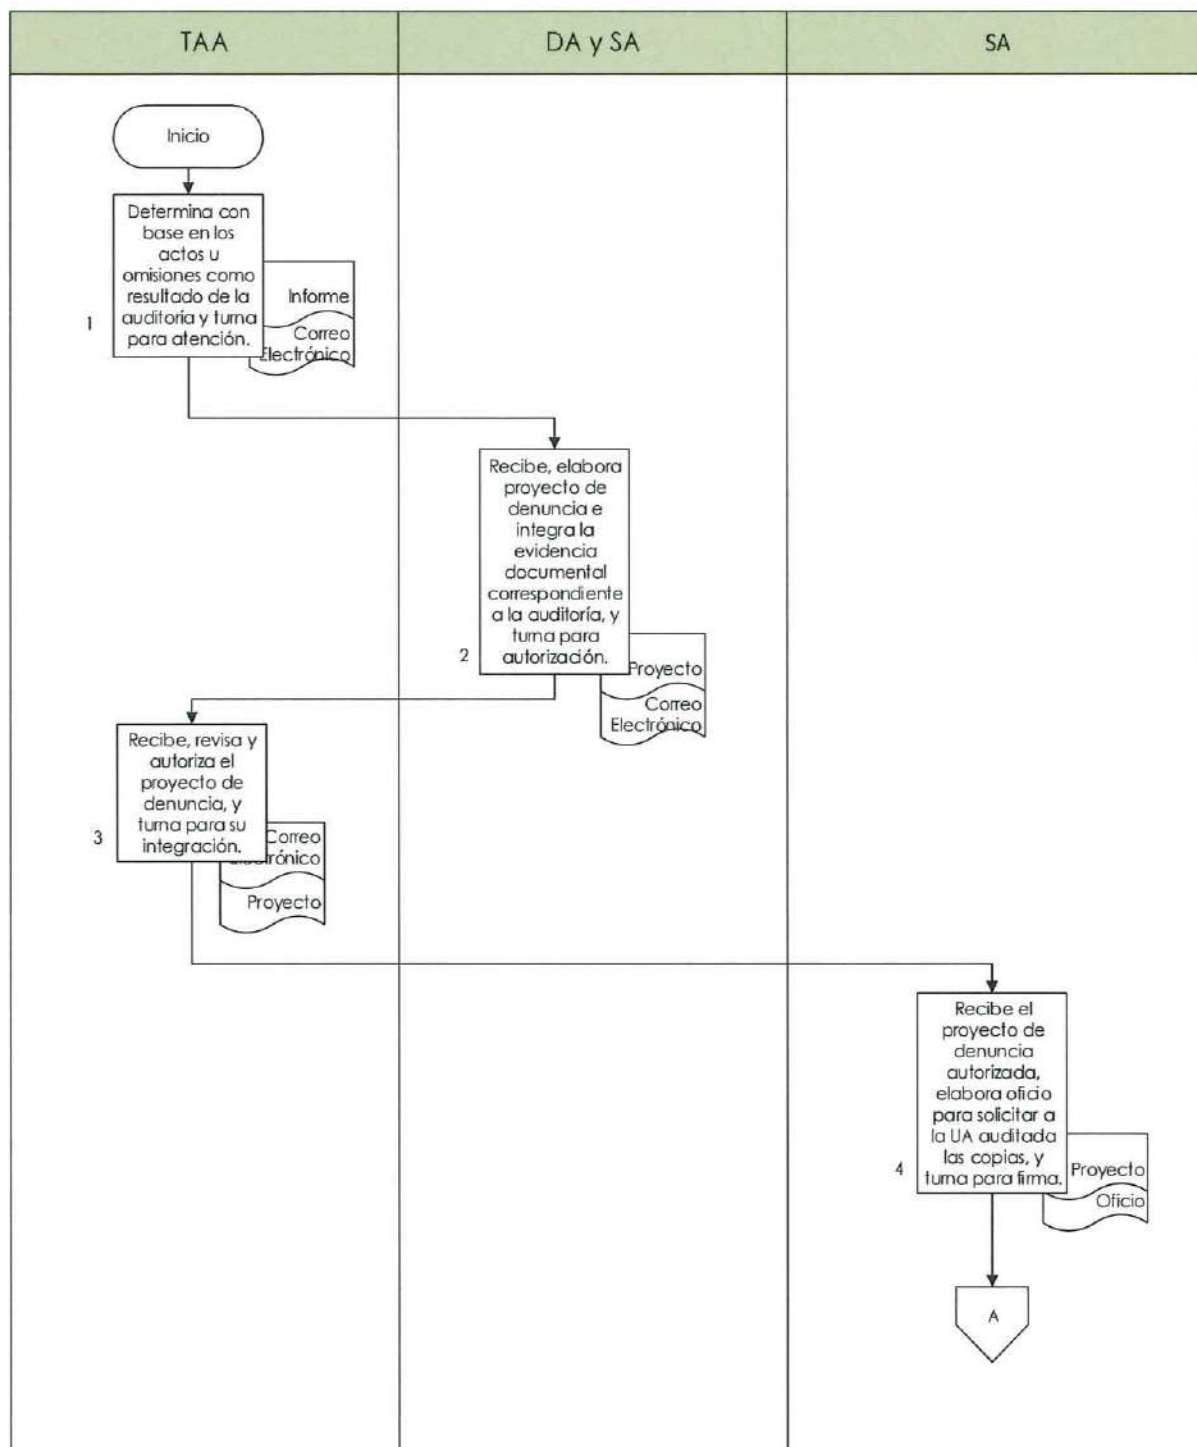 TAA
DA y SA
SA
Inicio
Determina con
base en los
actos u
omisiones como
resultado de la
auditoría y turna
para atención.
1
Informe
Correo
Electrónico
Recibe, elabora
proyecto de
denuncia e
integra la
evidencia
documental
correspondiente
a la auditoría, y
turna para
autorización.
2
Proyecto
Correo
Electrónico
Recibe, revisa y
autoriza el
proyecto de
denuncia, y
turna para su
integración.
3
Correo
Electrónico
Proyecto
Recibe el
proyecto de
denuncia
autorizada,
elabora oficio
para solicitar a
la UA auditada
las copias, y
turna para firma.
4
Proyecto
Oficio
A